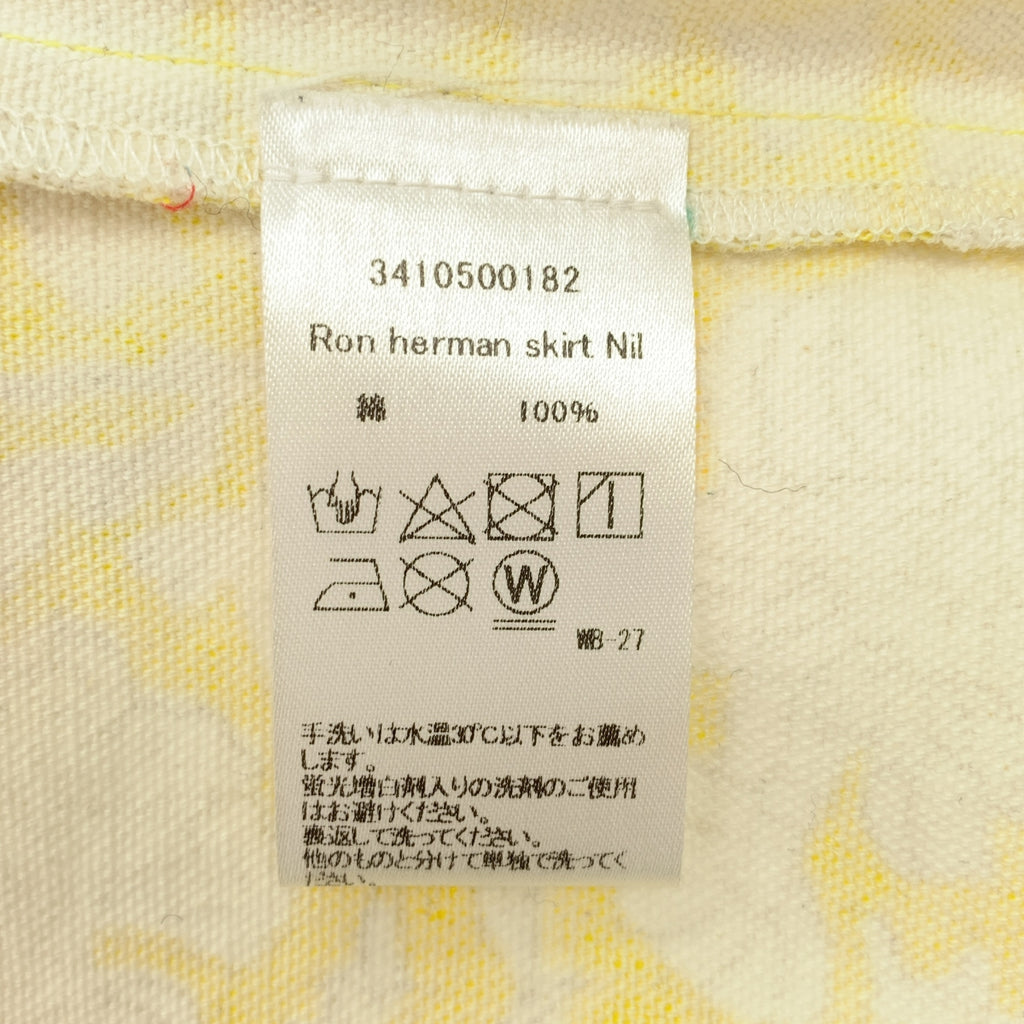 3410500182
Ron herman skirt Nil
綿 100%
W
WB-27
手洗いは水温30℃以下をお薦め
します。
蛍光増白剤入りの洗剤のご使用
はお避けください。
裏返して洗ってください。
他のものと分けて単独で洗ってく
ださい。